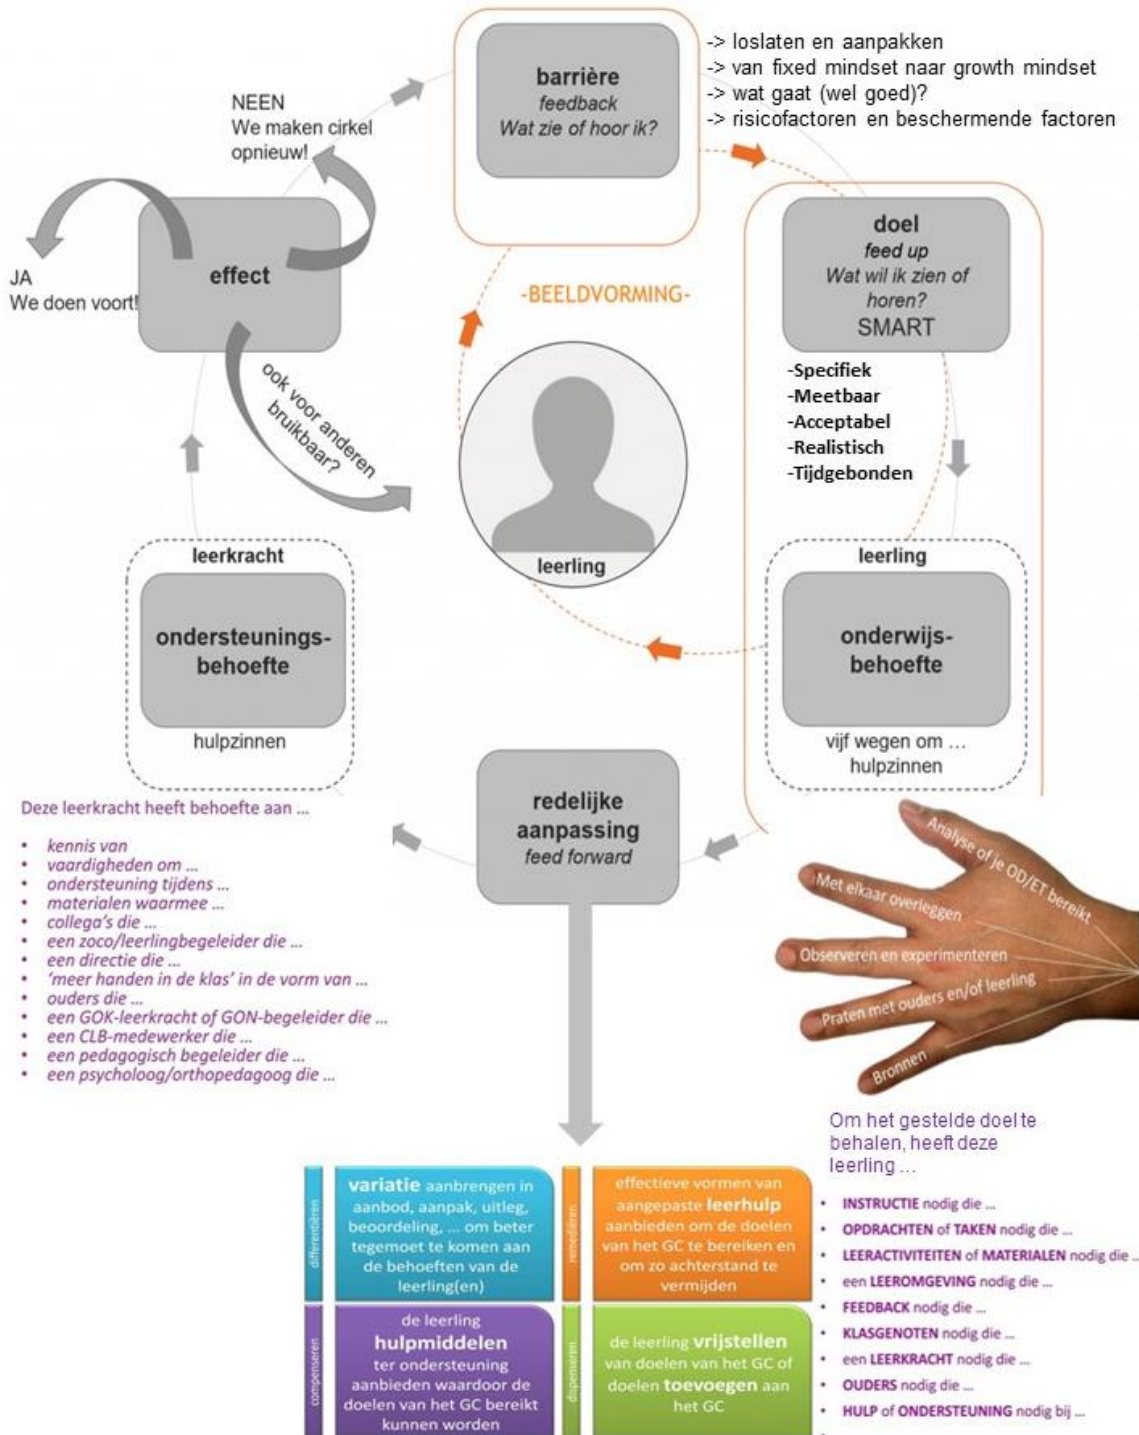 barrière
feedback
Wat zie of hoor ik?
-> loslaten en aanpakken
-> van fixed mindset naar growth mindset
-> wat gaat (wel goed)?
-> risicofactoren en beschermende factoren
NEEN
We maken cirkel
opnieuw!
JA
We doen voort!
effect
ook voor anderen
bruikbaar?
-BEELDVORMING-
leerling
doel
feed up
Wat wil ik zien of
horen?
SMART
-Specifiek
-Meetbaar
-Acceptabel
-Realistisch
-Tijdgebonden
leerling
onderwijs-
behoefte
vijf wegen om ...
hulpzinnen
leerkracht
ondersteunings-
behoefte
hulpzinnen
redelijke
aanpassing
feed forward
Deze leerkracht heeft behoefte aan ...
• kennis van
• vaardigheden om ...
• ondersteuning tijdens ...
• materialen waarmee ...
• collega's die ...
• een zoco/leerlingbegeleider die ...
• een directie die ...
• 'meer handen in de klas' in de vorm van ...
• ouders die ...
• een GOK-leerkracht of GON-begeleider die ...
• een CLB-medewerker die ...
• een pedagogisch begeleider die ...
• een psycholoog/orthopedagoog die ...
Analyse of je OD/ET bereikt
Met elkaar overleggen
Observeren en experimenteren
Praten met ouders en/of leerling
Bronnen
Om het gestelde doel te
behalen, heeft deze
leerling ...
• INSTRUCTIE nodig die ...
• OPDRACHTEN of TAKEN nodig die ...
• LEERACTIVITEITEN of MATERIALEN nodig die ...
• een LEEROMGEVING nodig die ...
• FEEDBACK nodig die ...
• KLASGENOTEN nodig die ...
• een LEERKRACHT nodig die ...
• OUDERS nodig die ...
• HULP of ONDERSTEUNING nodig bij ...
differentiëren
variatie aanbrengen in
aanbod, aanpak, uitleg,
beoordeling, ... om beter
tegemoet te komen aan
de behoeften van de
leerling(en)
remediëren
effectieve vormen van
aangepaste leerhulp
aanbieden om de doelen
van het GC te bereiken en
om zo achterstand te
vermijden
compenseren
de leerling
hulpmiddelen
ter ondersteuning
aanbieden waardoor de
doelen van het GC bereikt
kunnen worden
dispenseren
de leerling vrijstellen
van doelen van het GC of
doelen toevoegen aan
het GC